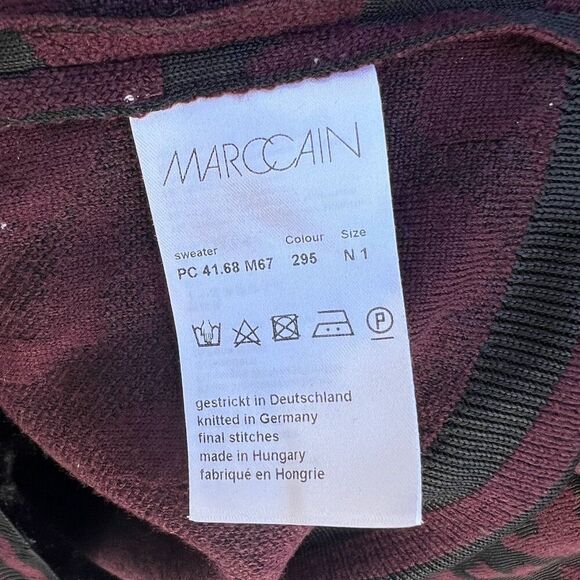 MARCCAIN
sweater Colour Size
PC 41.68 M67 295 N 1
P
gestrickt in Deutschland
knitted in Germany
final stitches
made in Hungary
fabriqué en Hongrie